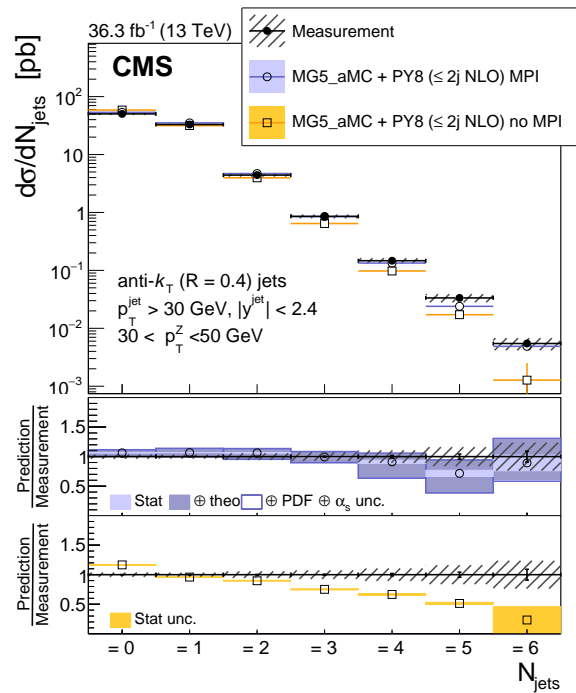 36.3 fb⁻¹ (13 TeV)
Measurement
MG5_aMC + PY8 (≤ 2j NLO) MPI
MG5_aMC + PY8 (≤ 2j NLO) no MPI
CMS
dσ/dN_jets [pb]
10²
10
1
10⁻¹
10⁻²
10⁻³
anti-k_T (R = 0.4) jets
p_T^jet > 30 GeV, |y^jet| < 2.4
30 < p_T^Z <50 GeV
Prediction
Measurement
1.5
1
0.5
Stat ⊕ theo ⊕ PDF ⊕ α_s unc.
Prediction
Measurement
1.5
1
0.5
Stat unc.
= 0 = 1 = 2 = 3 = 4 = 5 = 6
N_jets